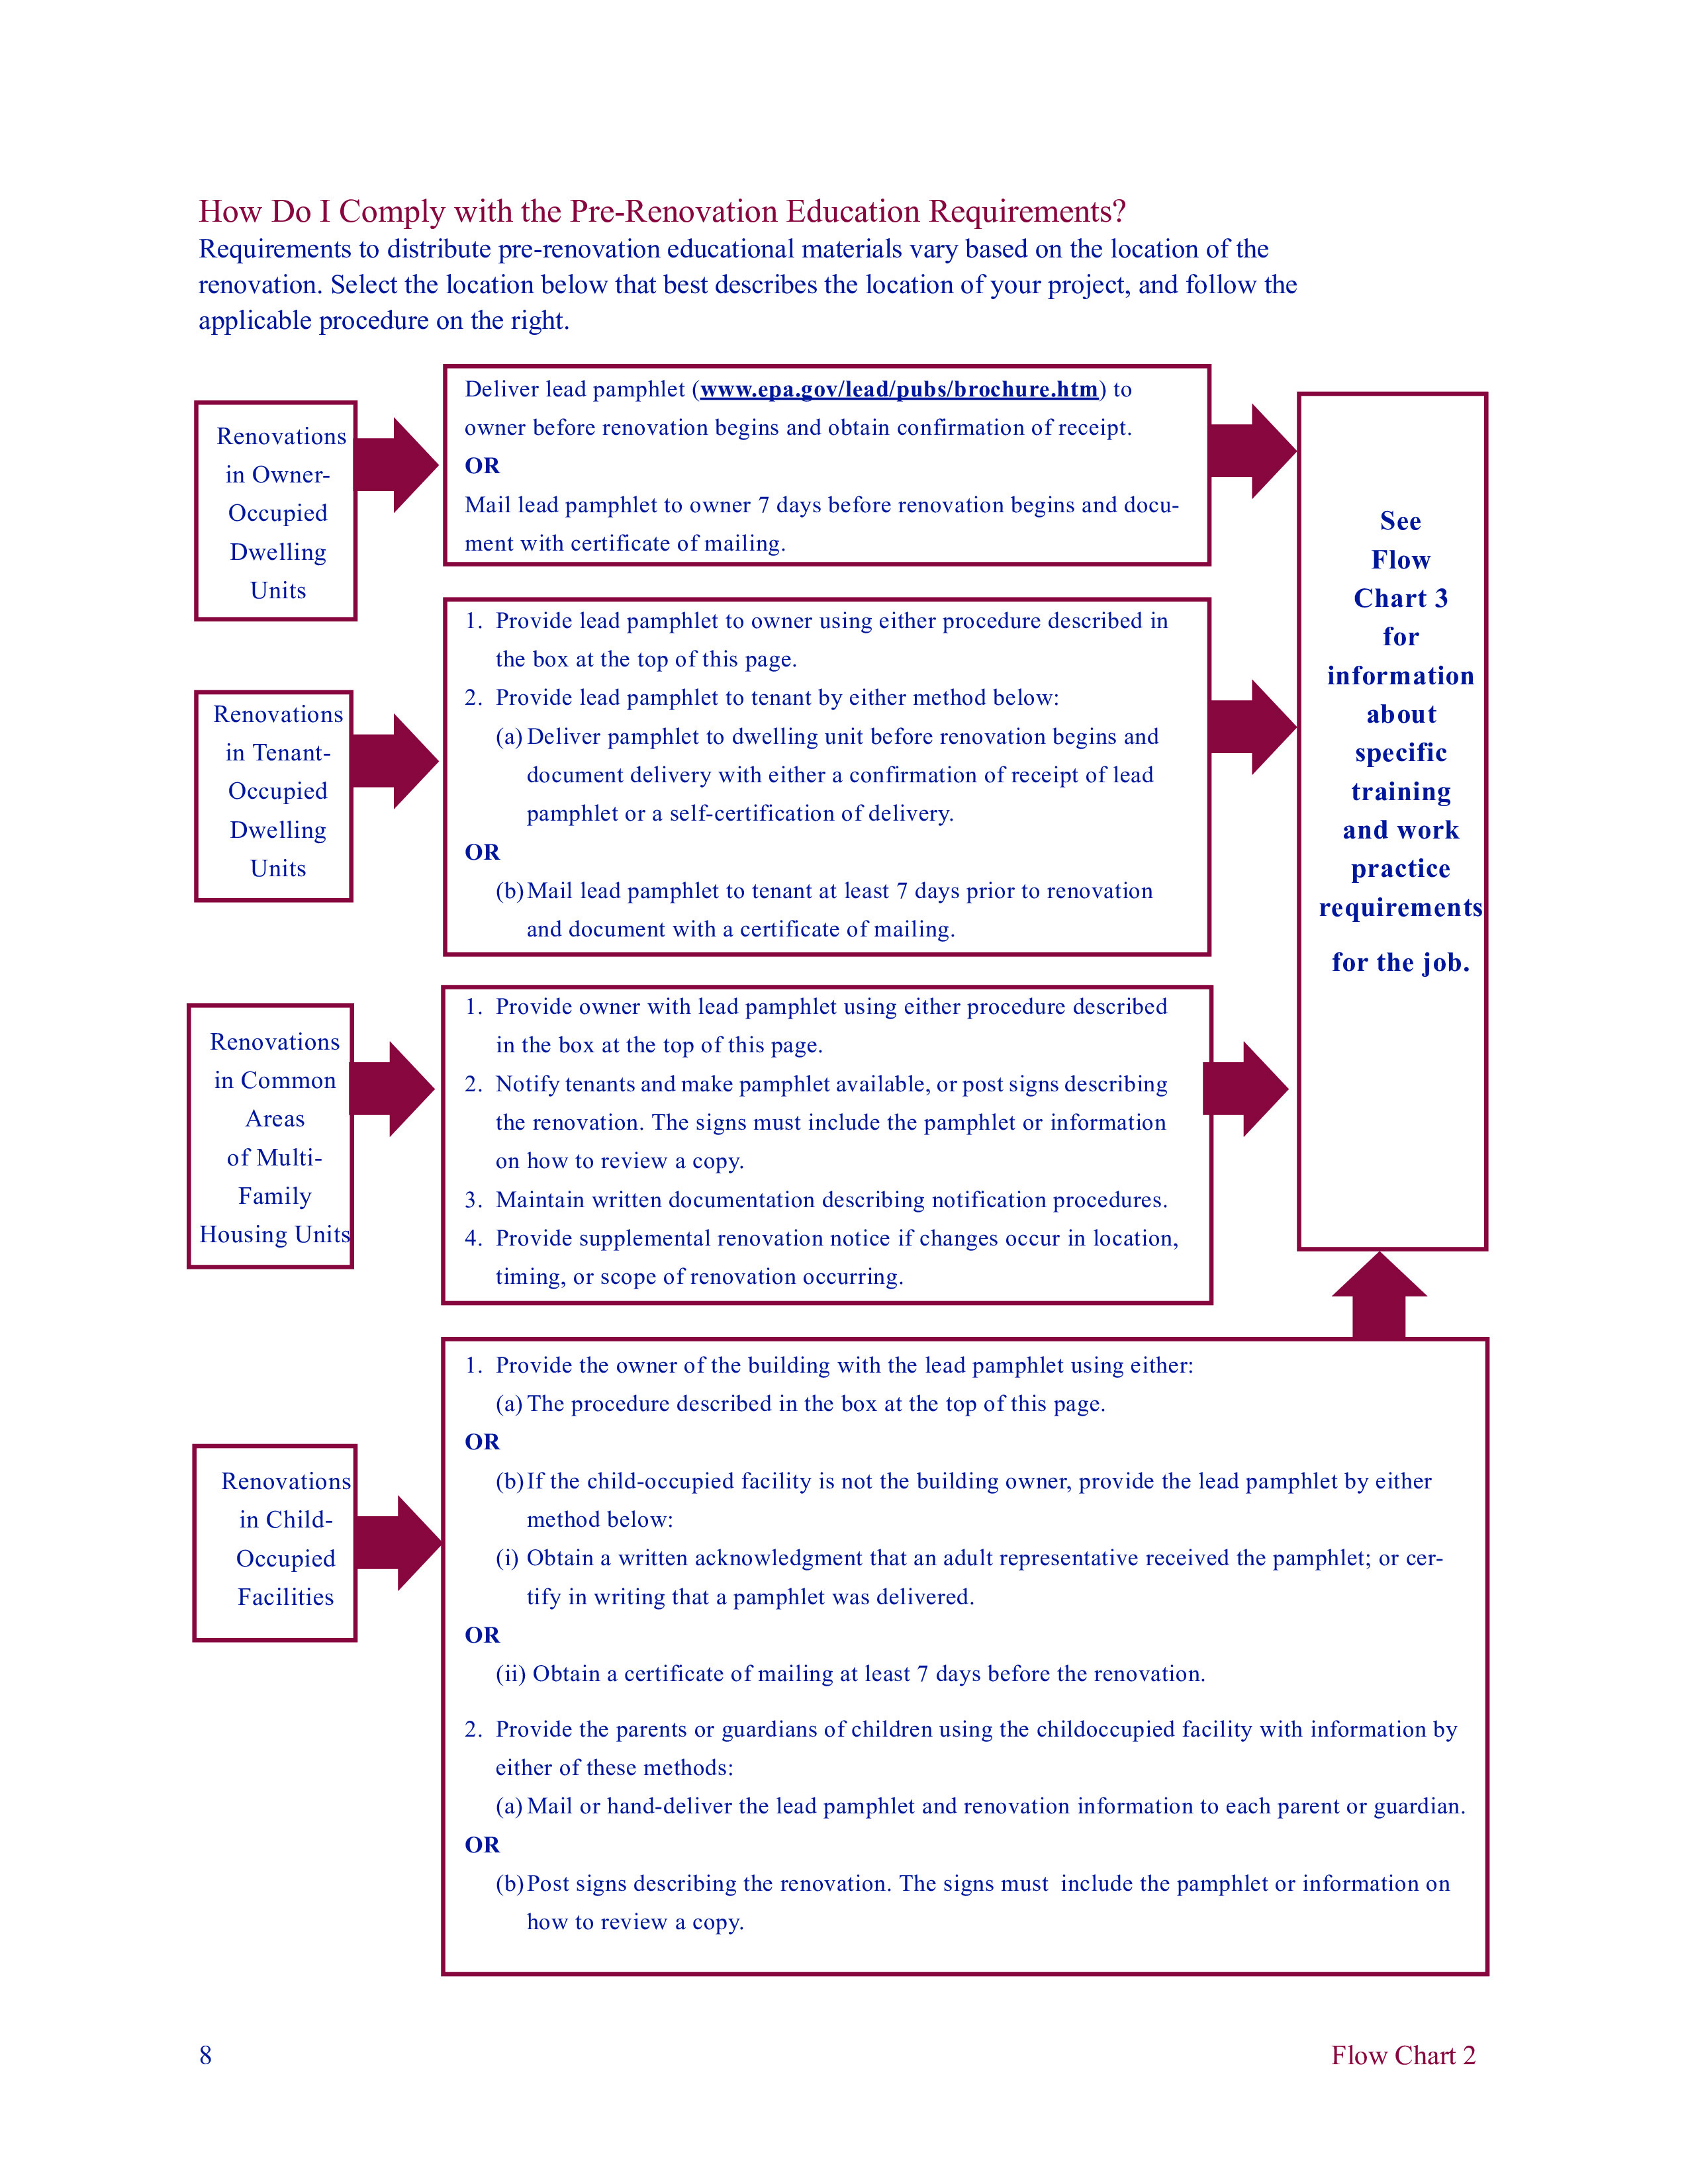 How Do I Comply with the Pre-Renovation Education Requirements?
Requirements to distribute pre-renovation educational materials vary based on the location of the
renovation. Select the location below that best describes the location of your project, and follow the
applicable procedure on the right.
Renovations
in Owner-
Occupied
Dwelling
Units
Deliver lead pamphlet (www.epa.gov/lead/pubs/brochure.htm) to
owner before renovation begins and obtain confirmation of receipt.
OR
Mail lead pamphlet to owner 7 days before renovation begins and docu-
ment with certificate of mailing.
Renovations
in Tenant-
Occupied
Dwelling
Units
1. Provide lead pamphlet to owner using either procedure described in
the box at the top of this page.
2. Provide lead pamphlet to tenant by either method below:
(a) Deliver pamphlet to dwelling unit before renovation begins and
document delivery with either a confirmation of receipt of lead
pamphlet or a self-certification of delivery.
OR
(b) Mail lead pamphlet to tenant at least 7 days prior to renovation
and document with a certificate of mailing.
Renovations
in Common
Areas
of Multi-
Family
Housing Units
1. Provide owner with lead pamphlet using either procedure described
in the box at the top of this page.
2. Notify tenants and make pamphlet available, or post signs describing
the renovation. The signs must include the pamphlet or information
on how to review a copy.
3. Maintain written documentation describing notification procedures.
4. Provide supplemental renovation notice if changes occur in location,
timing, or scope of renovation occurring.
See
Flow
Chart 3
for
information
about
specific
training
and work
practice
requirements
for the job.
Renovations
in Child-
Occupied
Facilities
1. Provide the owner of the building with the lead pamphlet using either:
(a) The procedure described in the box at the top of this page.
OR
(b) If the child-occupied facility is not the building owner, provide the lead pamphlet by either
method below:
(i) Obtain a written acknowledgment that an adult representative received the pamphlet; or cer-
tify in writing that a pamphlet was delivered.
OR
(ii) Obtain a certificate of mailing at least 7 days before the renovation.
2. Provide the parents or guardians of children using the childoccupied facility with information by
either of these methods:
(a) Mail or hand-deliver the lead pamphlet and renovation information to each parent or guardian.
OR
(b) Post signs describing the renovation. The signs must include the pamphlet or information on
how to review a copy.
8
Flow Chart 2